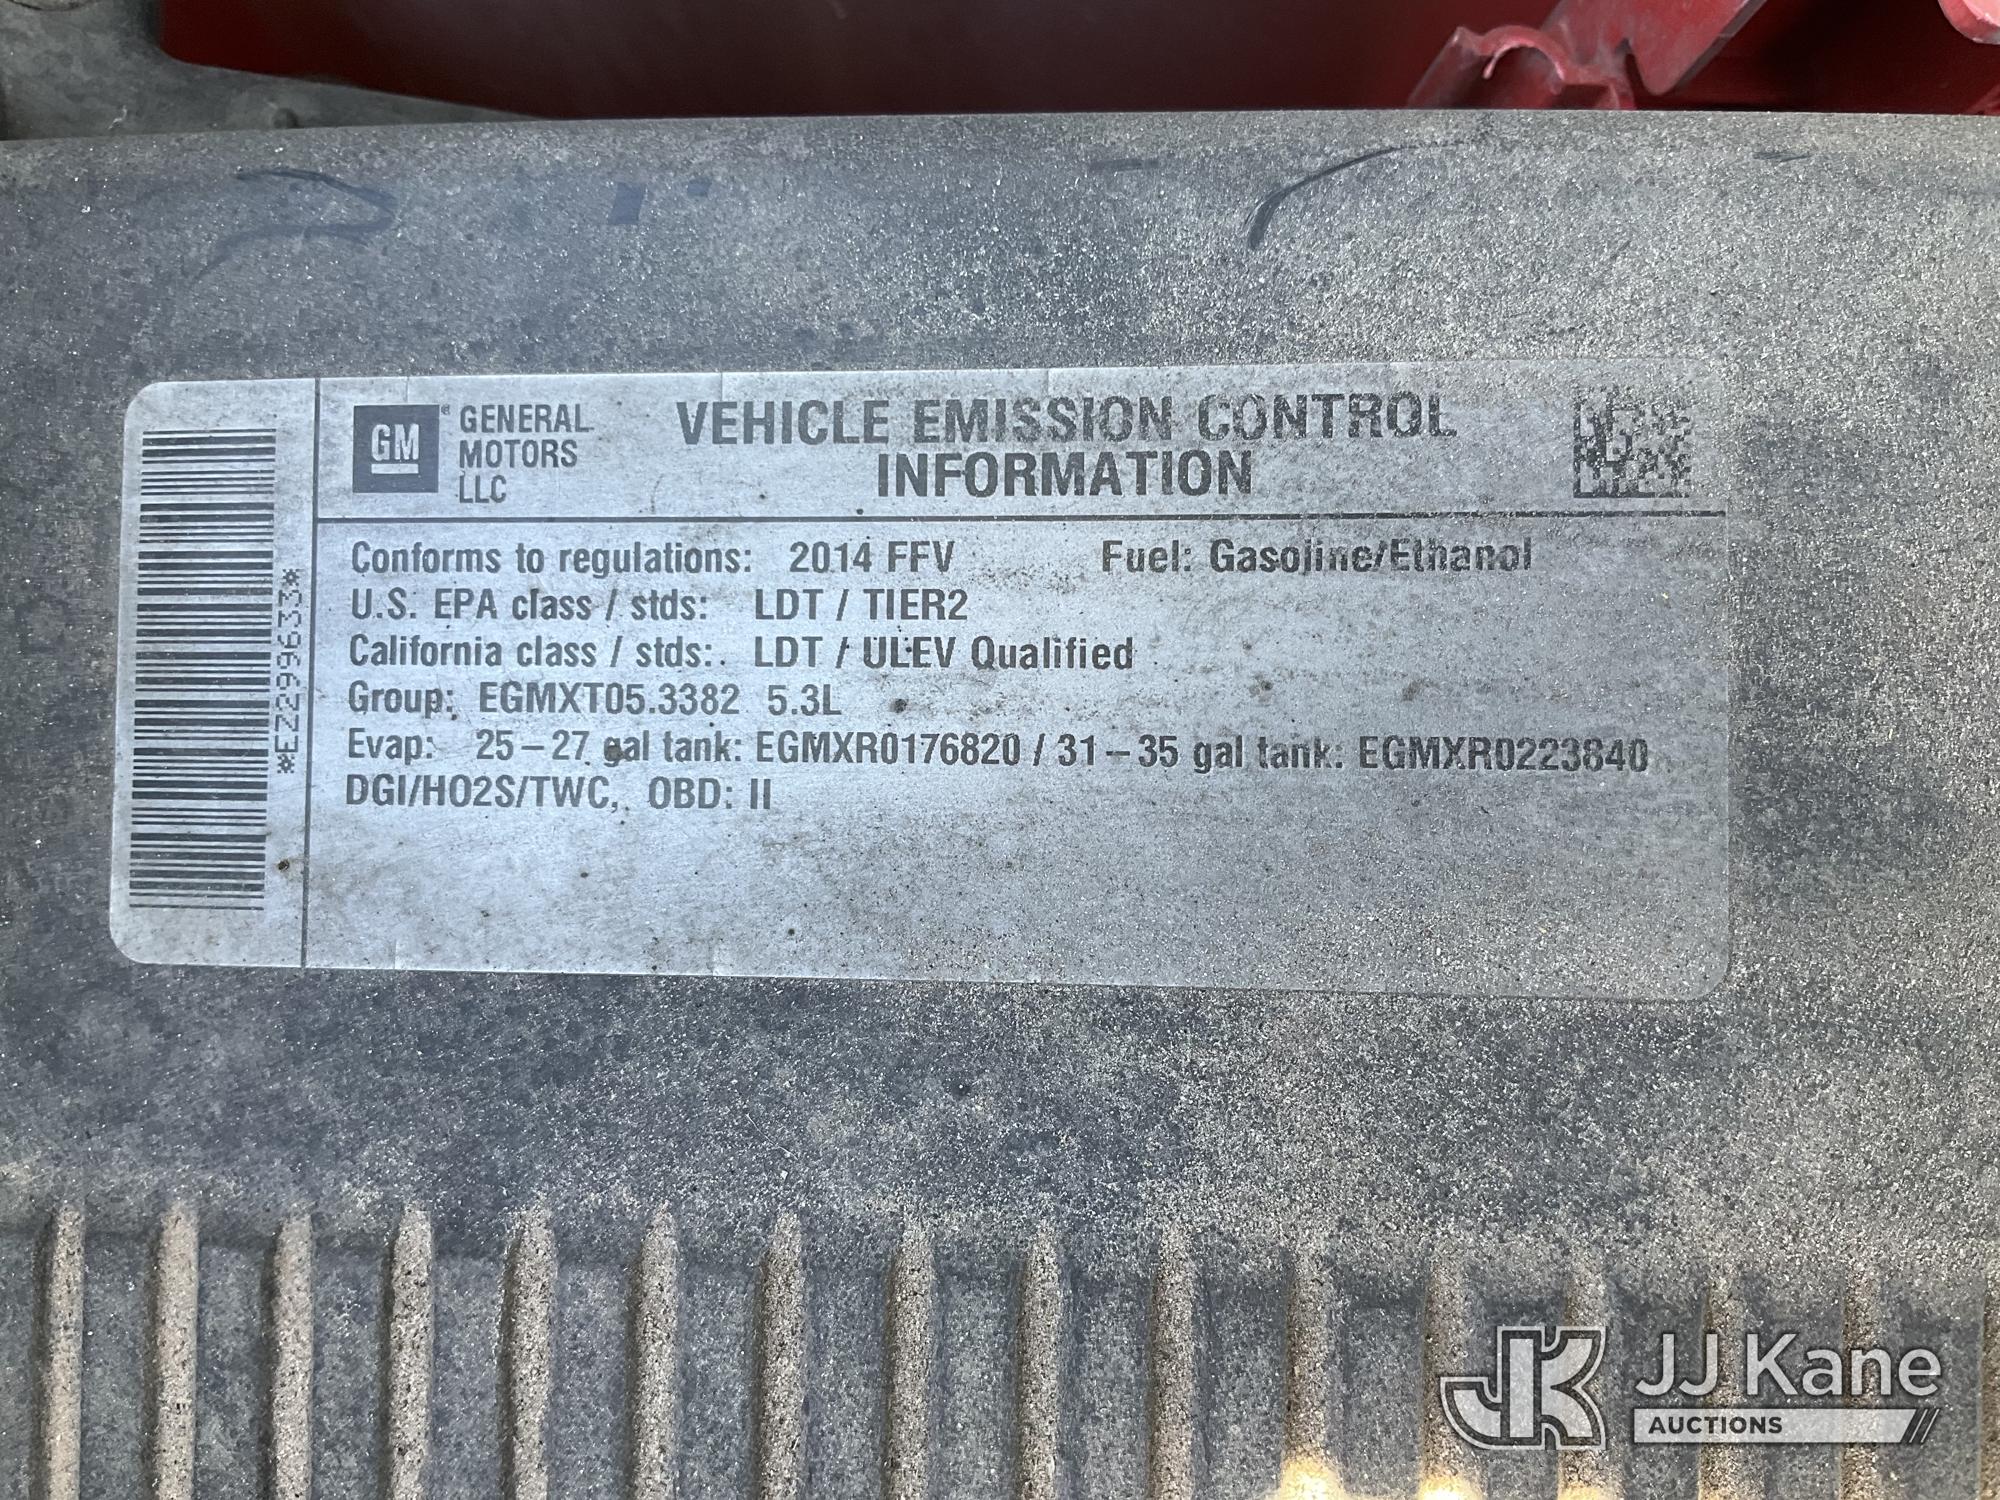 GM
GENERAL
MOTORS
LLC
VEHICLE EMISSION CONTROL
INFORMATION
*EZ299633*
Conforms to regulations: 2014 FFV Fuel: Gasoline/Ethanol
U.S. EPA class / stds: LDT / TIER2
California class / stds: LDT / ULEV Qualified
Group: EGMXT05.3382 5.3L
Evap: 25-27 gal tank: EGMXR0176820 / 31-35 gal tank: EGMXR0223840
DGI/HO2S/TWC, OBD: II
JK
JJ Kane
AUCTIONS